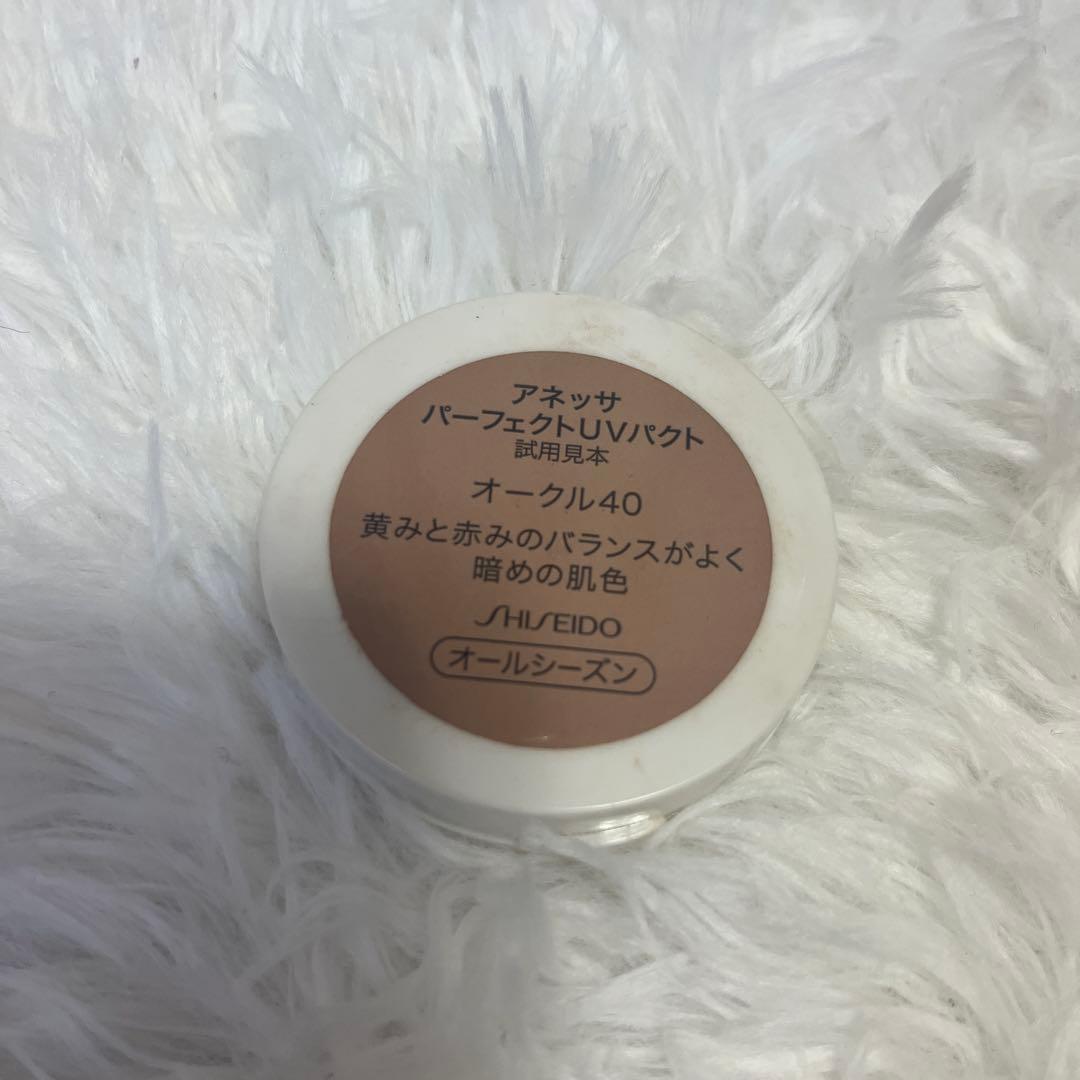 アネッサ
パーフェクトUVパクト
試用見本
オークル40
黄みと赤みのバランスがよく
暗めの肌色
SHISEIDO
オールシーズン